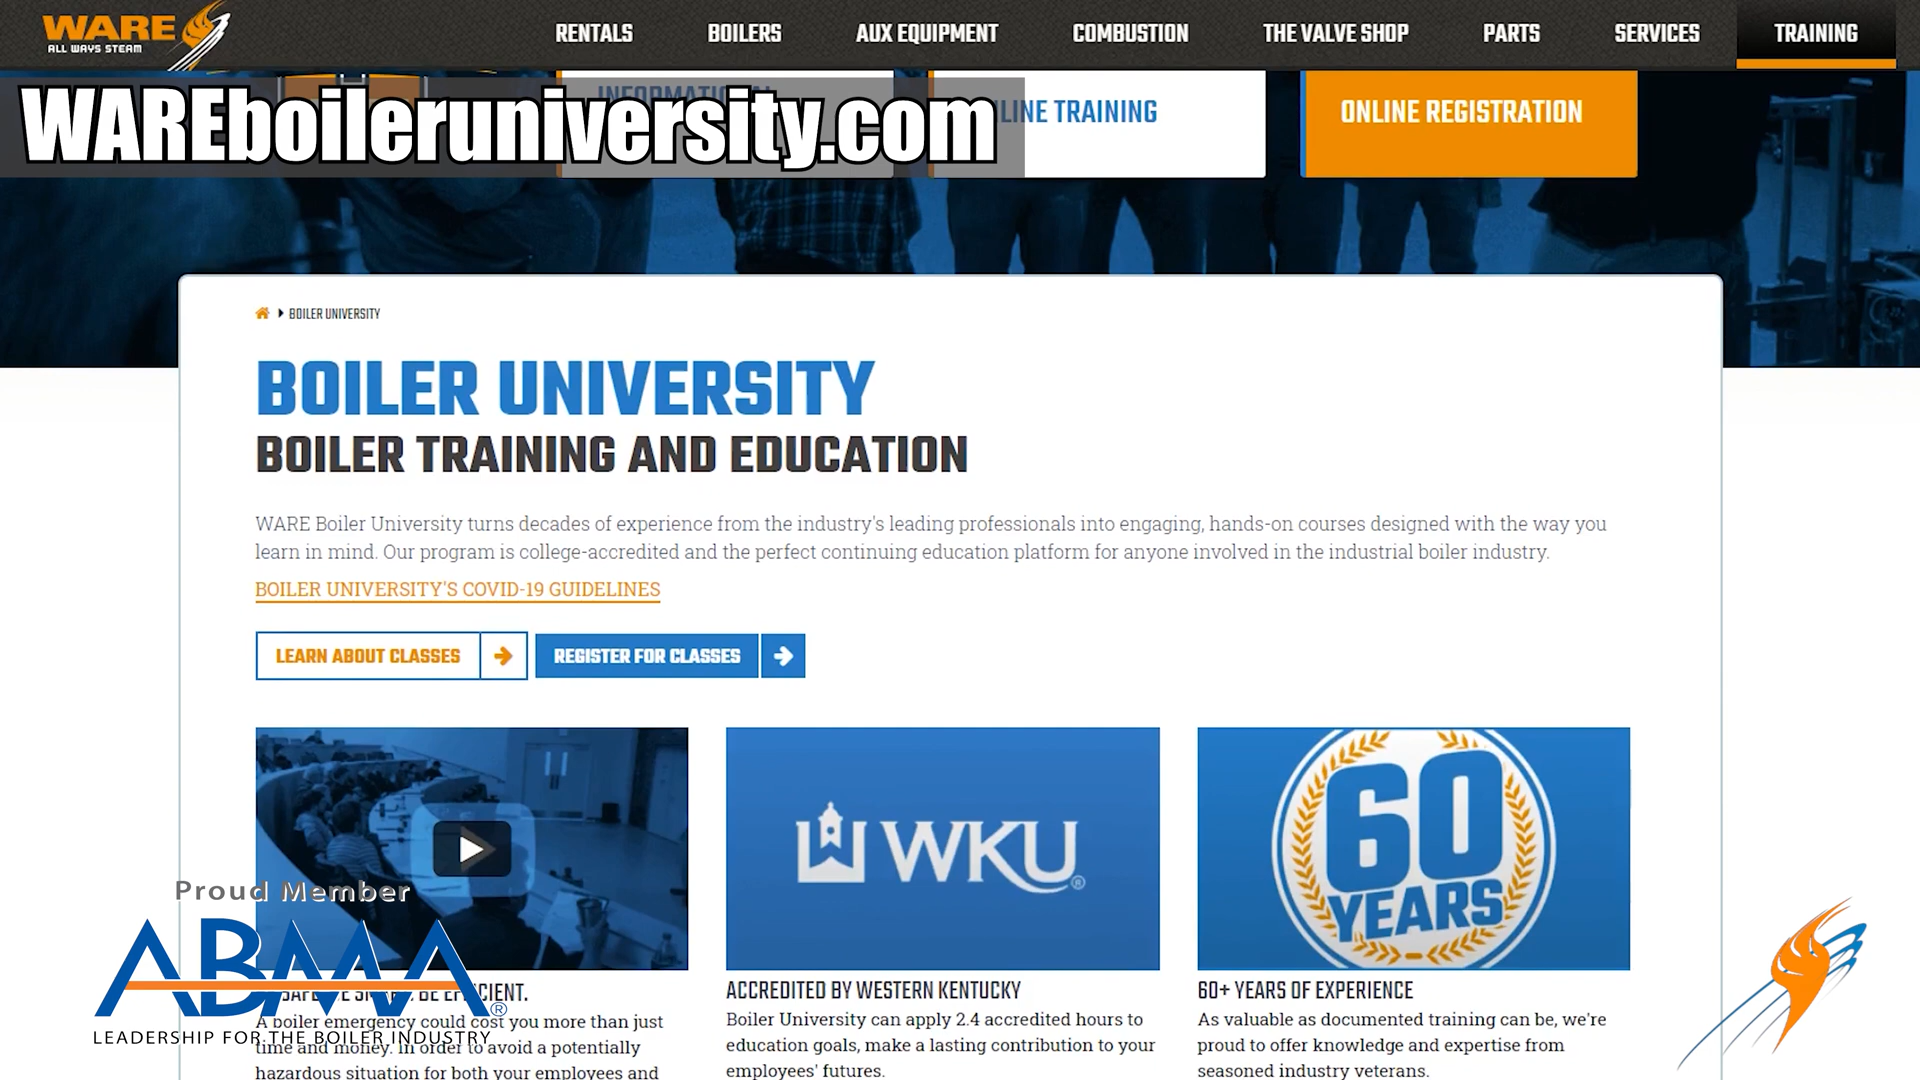 WARE
ALL WAYS STEAM
RENTALS
BOILERS
AUX EQUIPMENT
COMBUSTION
THE VALVE SHOP
PARTS
SERVICES
TRAINING
WAREboileruniversity.com
TRAINING
ONLINE REGISTRATION
BOILER UNIVERSITY
BOILER UNIVERSITY
BOILER TRAINING AND EDUCATION
WARE Boiler University turns decades of experience from the industry's leading professionals into engaging, hands-on courses designed with the way you
learn in mind. Our program is college-accredited and the perfect continuing education platform for anyone involved in the industrial boiler industry.
BOILER UNIVERSITY'S COVID-19 GUIDELINES
LEARN ABOUT CLASSES
REGISTER FOR CLASSES
WKU®
60
YEARS
Proud Member
ABMA®
LEADERSHIP FOR THE BOILER INDUSTRY
A boiler emergency could cost you more than just
time and money. In order to avoid a potentially
hazardous situation for both your employees and
ACCREDITED BY WESTERN KENTUCKY
Boiler University can apply 2.4 accredited hours to
education goals, make a lasting contribution to your
employees' futures.
60+ YEARS OF EXPERIENCE
As valuable as documented training can be, we're
proud to offer knowledge and expertise from
seasoned industry veterans.